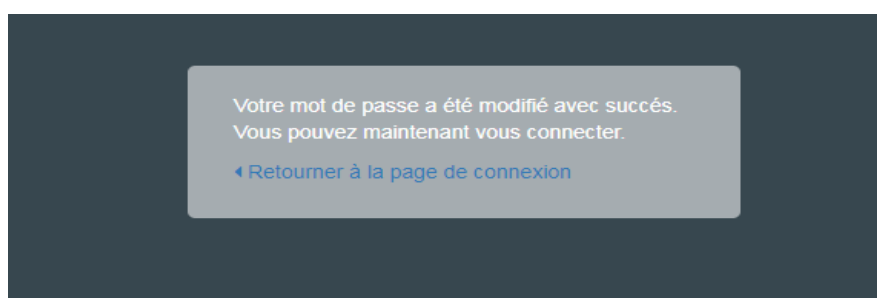 Votre mot de passe a été modifié avec succés.
Vous pouvez maintenant vous connecter.
Retourner à la page de connexion